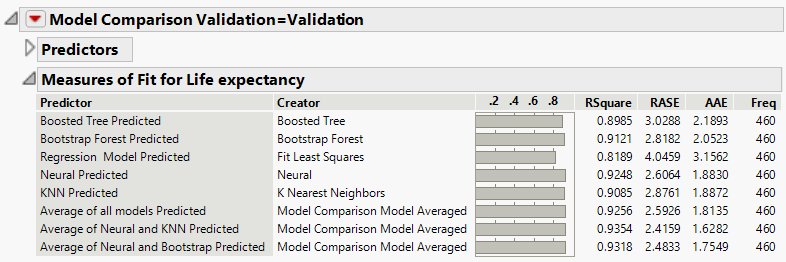 Model Comparison Validation=Validation
Predictors
Measures of Fit for Life expectancy
Predictor Creator .2 .4 .6 .8 RSquare RASE AAE Freq
Boosted Tree Predicted Boosted Tree 0.8985 3.0288 2.1893 460
Bootstrap Forest Predicted Bootstrap Forest 0.9121 2.8182 2.0523 460
Regression Model Predicted Fit Least Squares 0.8189 4.0459 3.1562 460
Neural Predicted Neural 0.9248 2.6064 1.8830 460
KNN Predicted K Nearest Neighbors 0.9085 2.8761 1.8872 460
Average of all models Predicted Model Comparison Model Averaged 0.9256 2.5926 1.8135 460
Average of Neural and KNN Predicted Model Comparison Model Averaged 0.9354 2.4159 1.6282 460
Average of Neural and Bootstrap Predicted Model Comparison Model Averaged 0.9318 2.4833 1.7549 460